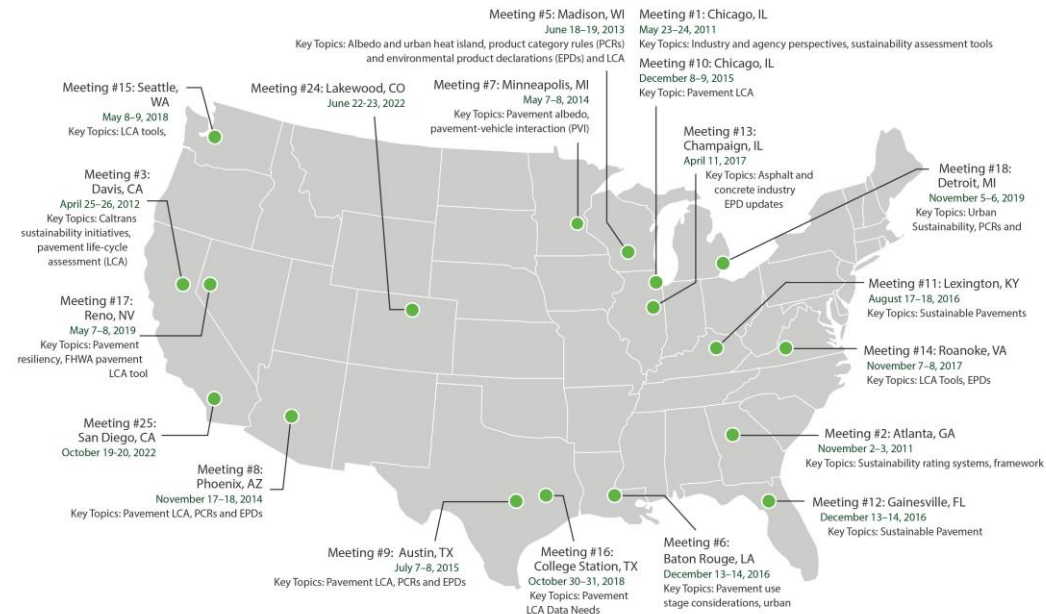 Meeting #5: Madison, WI
June 18–19, 2013
Key Topics: Albedo and urban heat island, product category rules (PCRs)
and environmental product declarations (EPDs) and LCA
Meeting #1: Chicago, IL
May 23–24, 2011
Key Topics: Industry and agency perspectives, sustainability assessment tools
Meeting #10: Chicago, IL
December 8–9, 2015
Key Topic: Pavement LCA
Meeting #15: Seattle,
WA
May 8–9, 2018
Key Topics: LCA tools,
Meeting #24: Lakewood, CO
June 22-23, 2022
Meeting #7: Minneapolis, MI
May 7–8, 2014
Key Topics: Pavement albedo,
pavement-vehicle interaction (PVI)
Meeting #13:
Champaign, IL
April 11, 2017
Key Topics: Asphalt and
concrete industry
EPD updates
Meeting #18:
Detroit, MI
November 5–6, 2019
Key Topics: Urban
Sustainability, PCRs and
Meeting #3:
Davis, CA
April 25–26, 2012
Key Topics: Caltrans
sustainability initiatives,
pavement life-cycle
assessment (LCA)
Meeting #11: Lexington, KY
August 17–18, 2016
Key Topics: Sustainable Pavements
Meeting #17:
Reno, NV
May 7–8, 2019
Key Topics: Pavement
resiliency, FHWA pavement
LCA tool
Meeting #14: Roanoke, VA
November 7–8, 2017
Key Topics: LCA Tools, EPDs
Meeting #25:
San Diego, CA
October 19-20, 2022
Meeting #2: Atlanta, GA
November 2–3, 2011
Key Topics: Sustainability rating systems, framework
Meeting #8:
Phoenix, AZ
November 17–18, 2014
Key Topics: Pavement LCA, PCRs and EPDs
Meeting #12: Gainesville, FL
December 13–14, 2016
Key Topics: Sustainable Pavement
Meeting #9: Austin, TX
July 7–8, 2015
Key Topics: Pavement LCA, PCRs and EPDs
Meeting #16:
College Station, TX
October 30–31, 2018
Key Topics: Pavement
LCA Data Needs
Meeting #6:
Baton Rouge, LA
December 13–14, 2016
Key Topics: Pavement use
stage considerations, urban